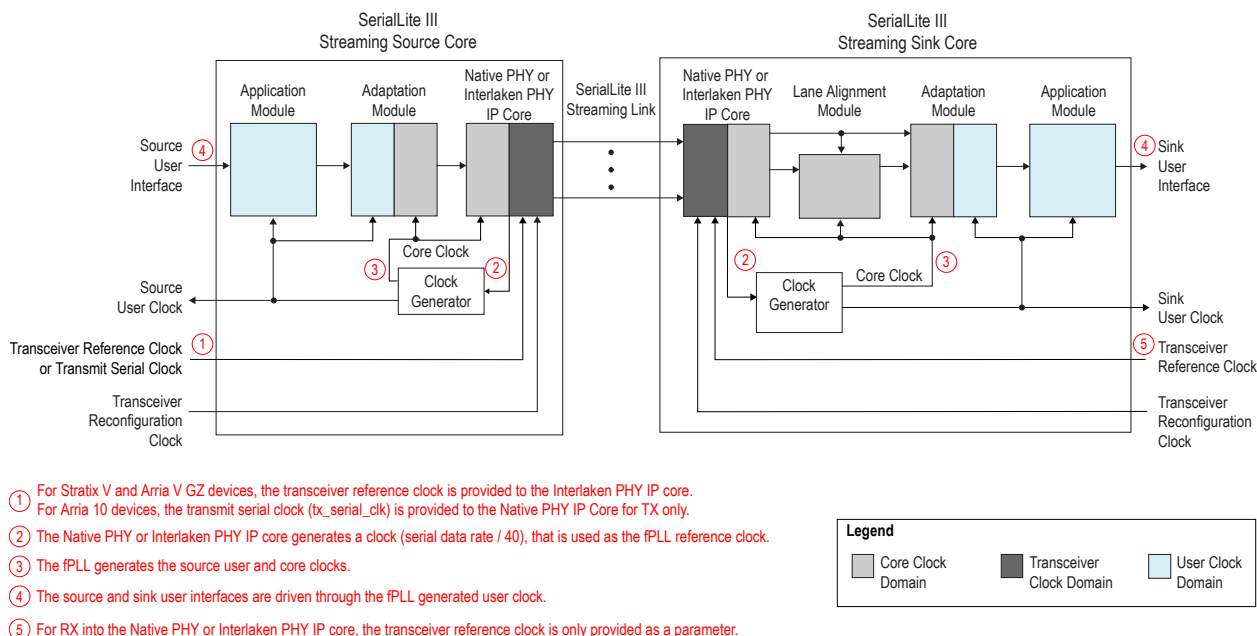 SerialLite III
Streaming Source Core
SerialLite III
Streaming Sink Core
Application
Module
Adaptation
Module
Native PHY or
Interlaken PHY
IP Core
SerialLite III
Streaming Link
Native PHY or
Interlaken PHY
IP Core
Lane Alignment
Module
Adaptation
Module
Application
Module
Source
User
Interface
4
4
Sink
User
Interface
Core Clock
3
2
Clock
Generator
2
Core Clock
3
Clock
Generator
Source
User Clock
Sink
User Clock
Transceiver Reference Clock
or Transmit Serial Clock
1
5
Transceiver
Reference Clock
Transceiver
Reconfiguration
Clock
Transceiver
Reconfiguration
Clock
1 For Stratix V and Arria V GZ devices, the transceiver reference clock is provided to the Interlaken PHY IP core.
For Arria 10 devices, the transmit serial clock (tx_serial_clk) is provided to the Native PHY IP Core for TX only.
2 The Native PHY or Interlaken PHY IP core generates a clock (serial data rate / 40), that is used as the fPLL reference clock.
3 The fPLL generates the source user and core clocks.
4 The source and sink user interfaces are driven through the fPLL generated user clock.
5 For RX into the Native PHY or Interlaken PHY IP core, the transceiver reference clock is only provided as a parameter.
Legend
Core Clock
Domain
Transceiver
Clock Domain
User Clock
Domain